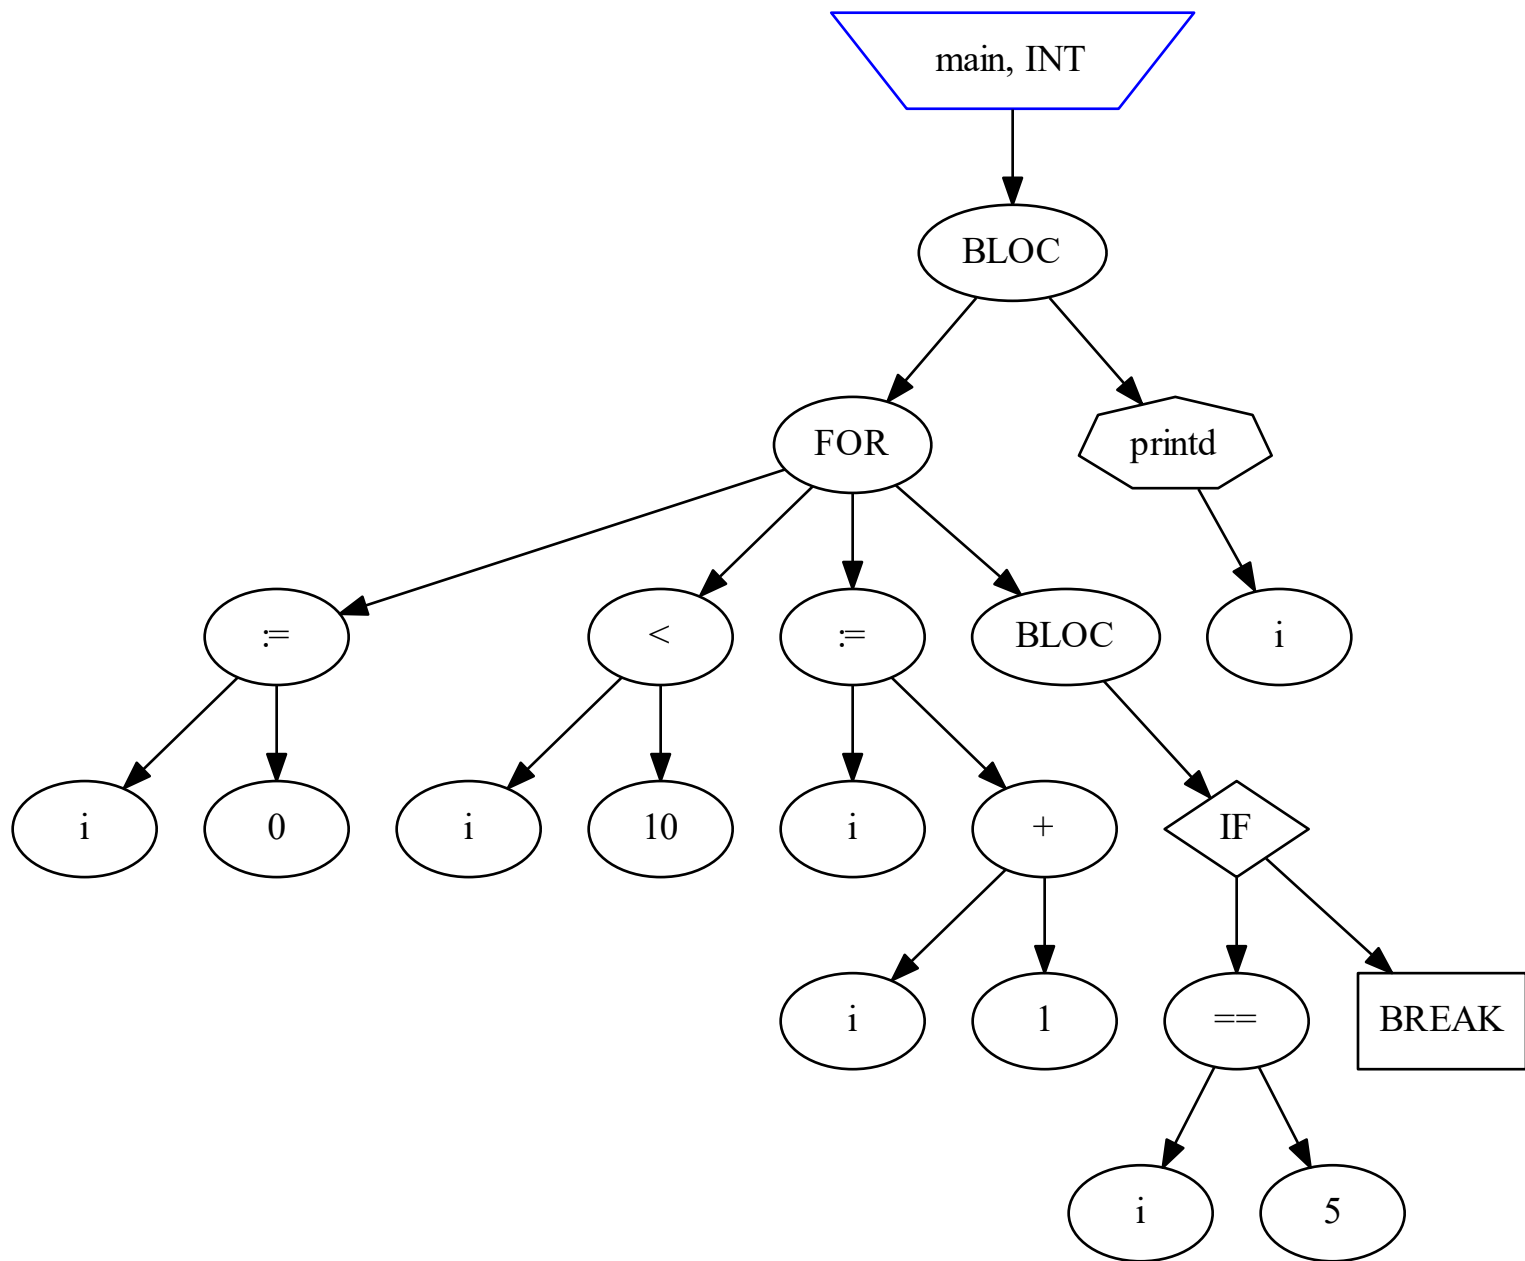 main, INT
BLOC
FOR
printd
:=
<
:=
BLOC
i
i
0
i
10
i
+
IF
i
1
==
BREAK
i
5